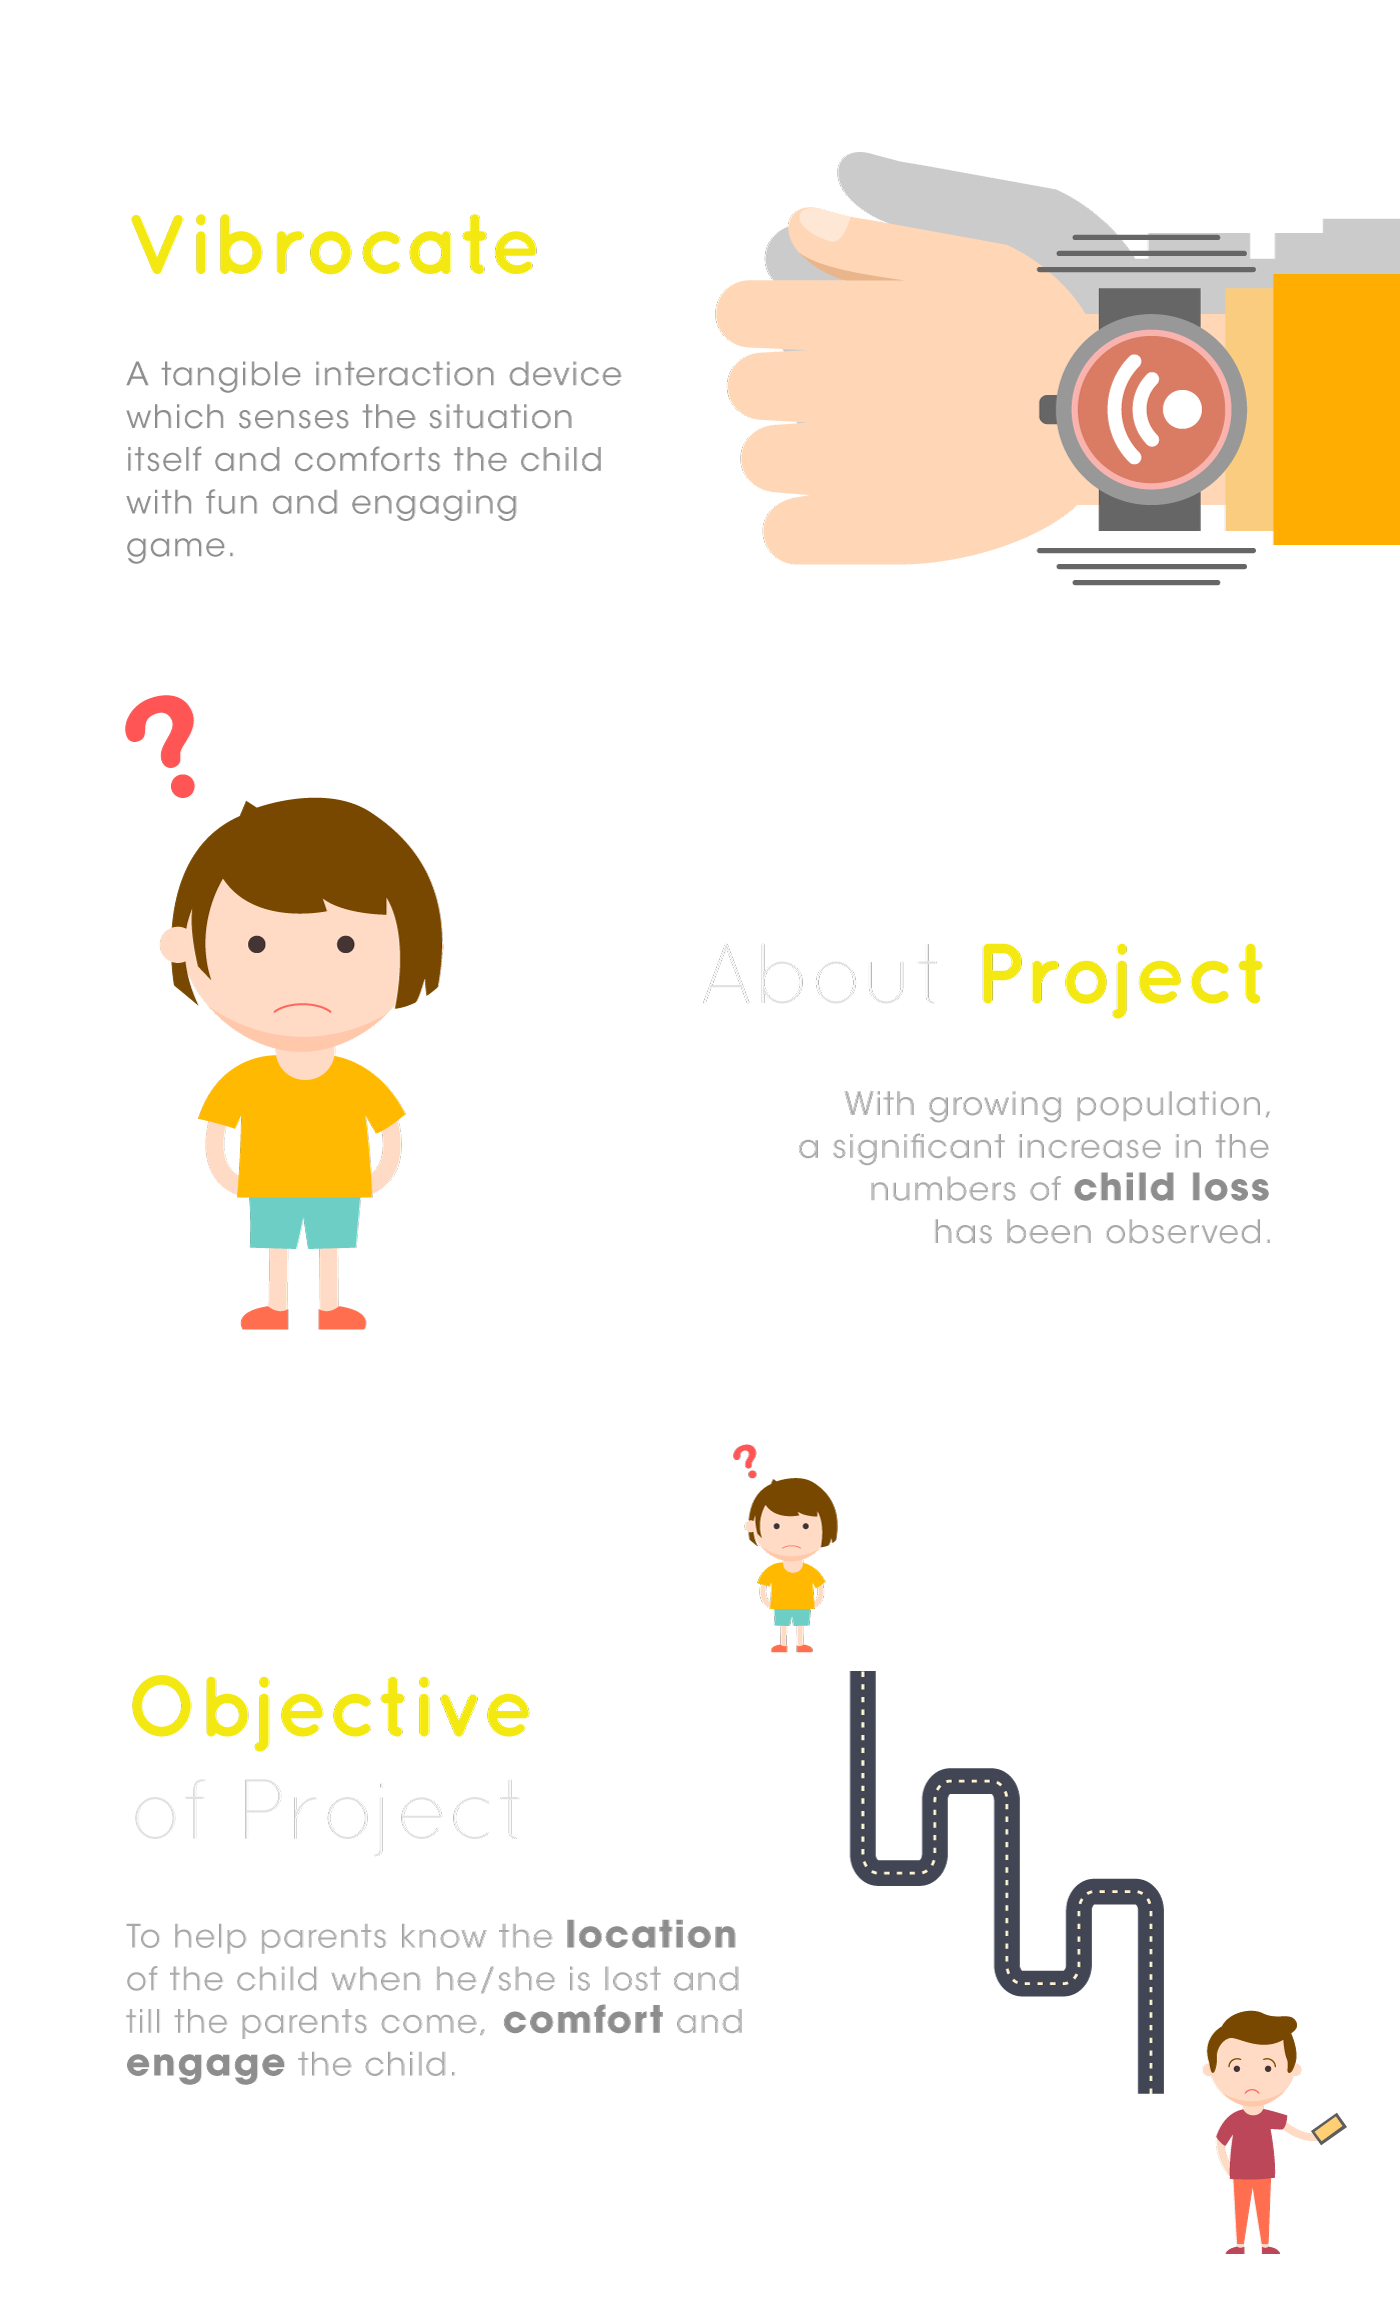 Vibrocate
A tangible interaction device
which senses the situation
itself and comforts the child
with fun and engaging
game.
?
About Project
With growing population,
a significant increase in the
numbers of child loss
has been observed.
?
Objective
of Project
To help parents know the location
of the child when he/she is lost and
till the parents come, comfort and
engage the child.